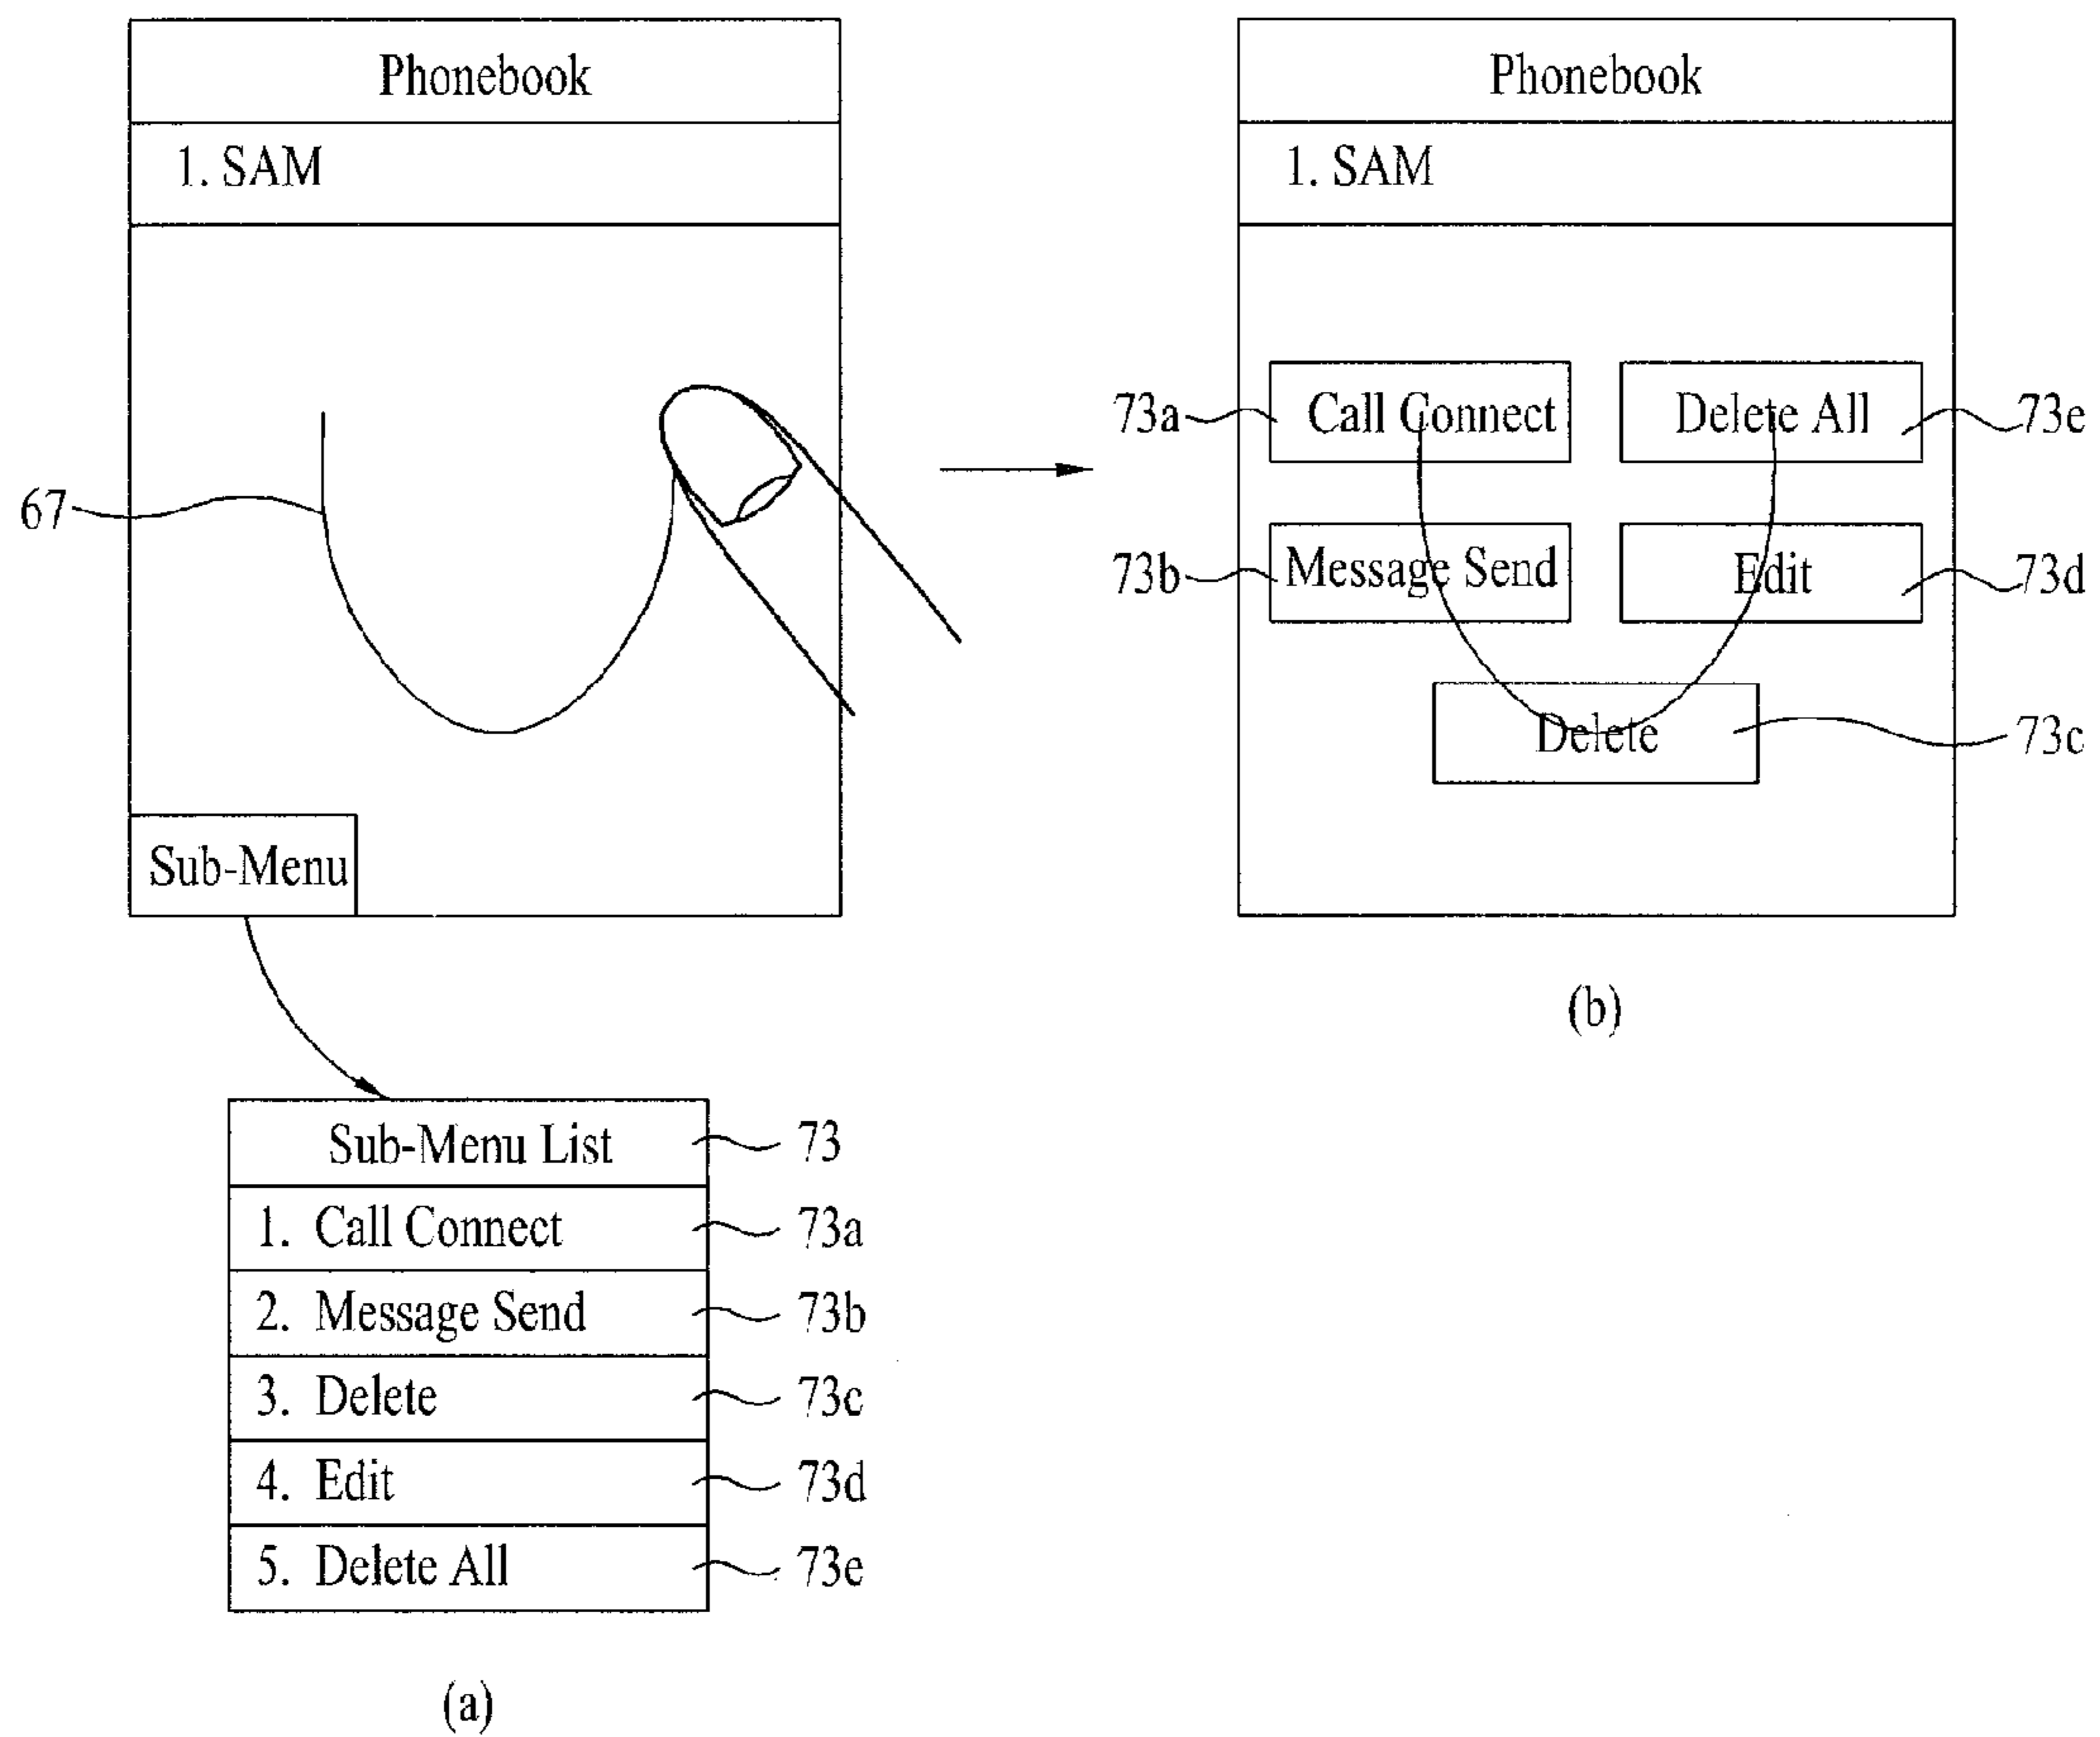 Phonebook
1. SAM
67
Sub-Menu
Sub-Menu List 73
1. Call Connect 73a
2. Message Send 73b
3. Delete 73c
4. Edit 73d
5. Delete All 73e
(a)
Phonebook
1. SAM
73a Call Connect Delete All 73e
73b Message Send Edit 73d
Delete 73c
(b)